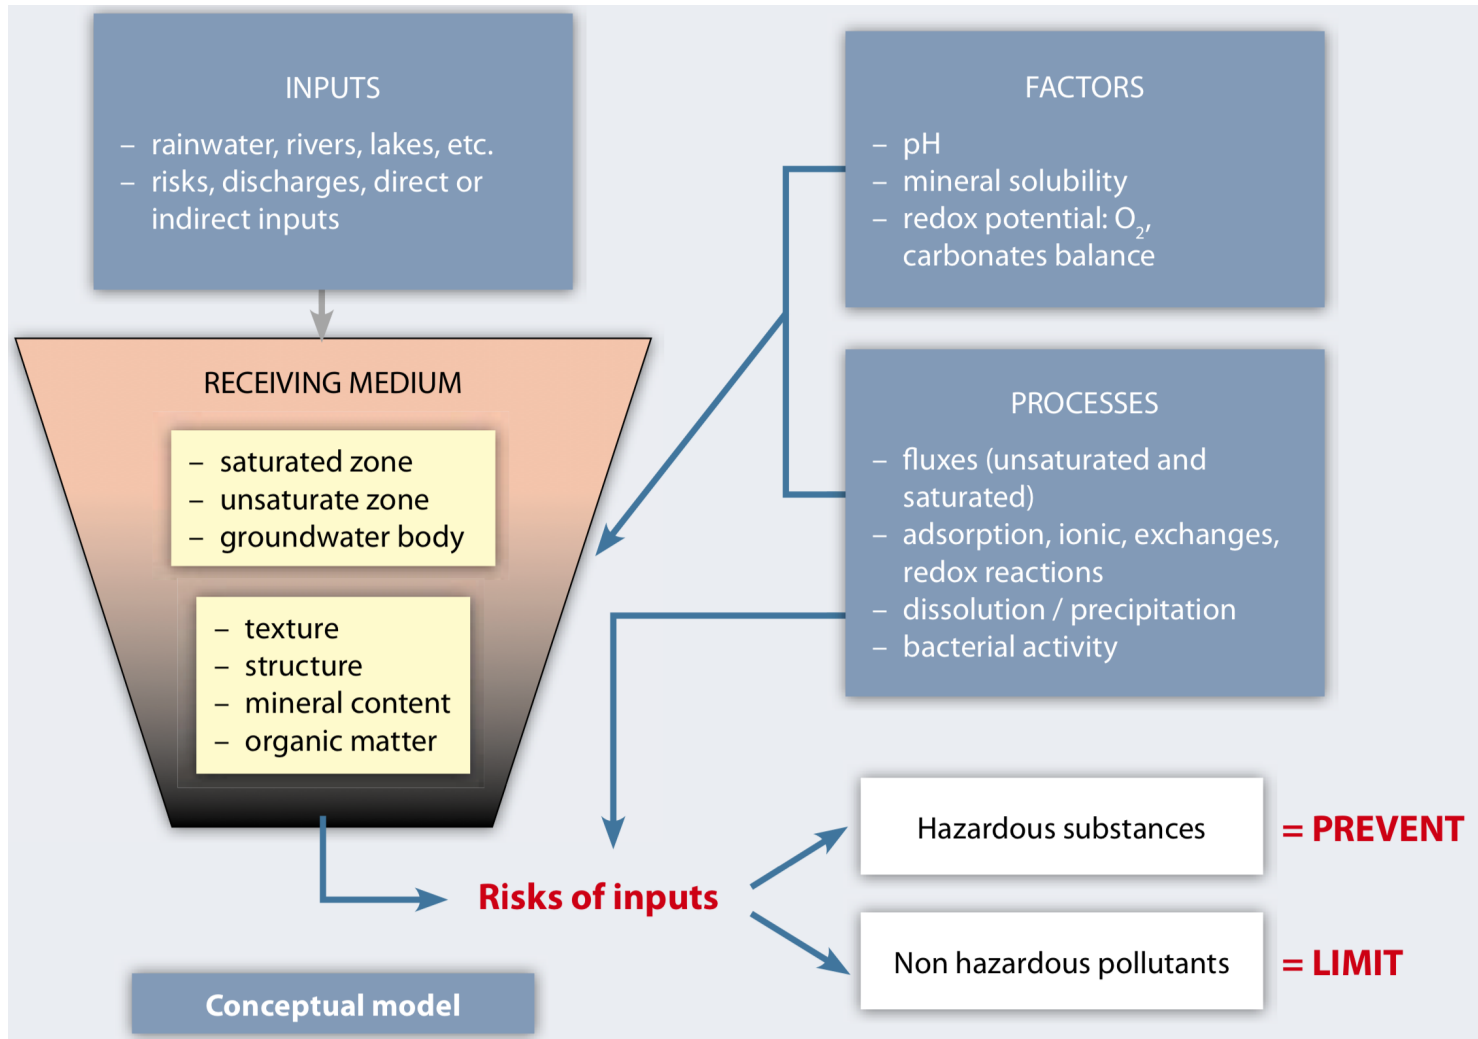 INPUTS
– rainwater, rivers, lakes, etc.
– risks, discharges, direct or
indirect inputs
RECEIVING MEDIUM
– saturated zone
– unsaturate zone
– groundwater body
– texture
– structure
– mineral content
– organic matter
FACTORS
– pH
– mineral solubility
– redox potential: O₂,
carbonates balance
PROCESSES
– fluxes (unsaturated and
saturated)
– adsorption, ionic, exchanges,
redox reactions
– dissolution / precipitation
– bacterial activity
Risks of inputs
Hazardous substances
= PREVENT
Non hazardous pollutants
= LIMIT
Conceptual model